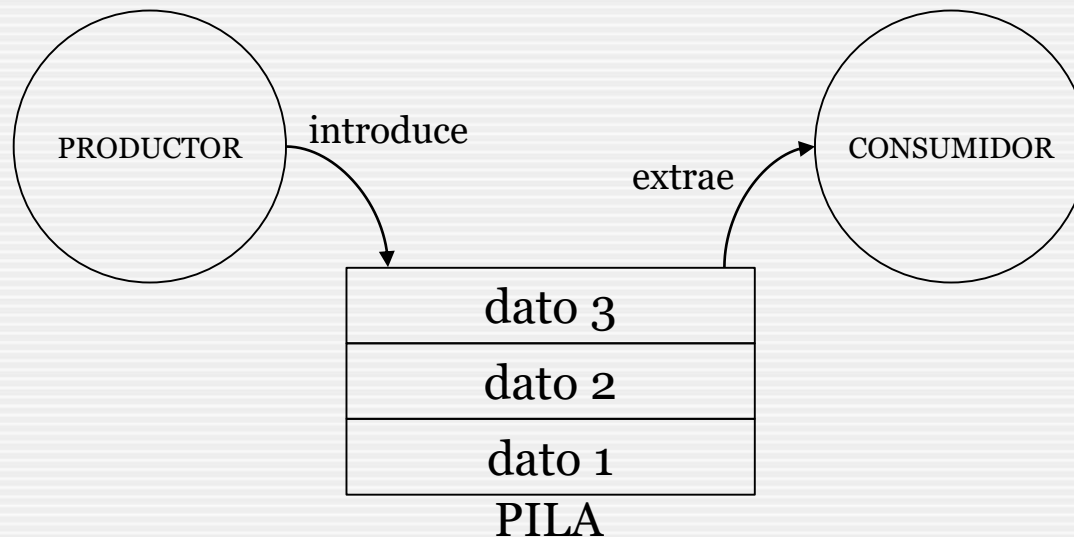 PRODUCTOR
introduce
extrae
CONSUMIDOR
dato 3
dato 2
dato 1
PILA